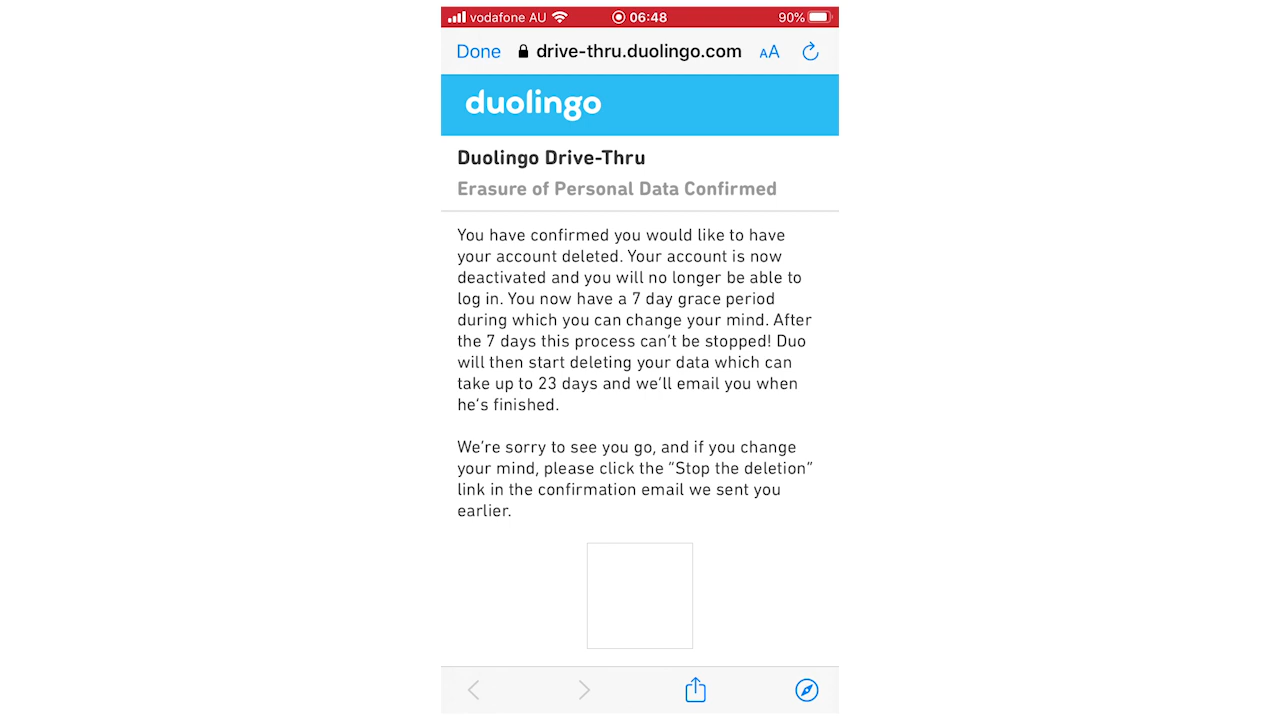 vodafone AU 06:48 90%
Done drive-thru.duolingo.com AA
duolingo
Duolingo Drive-Thru
Erasure of Personal Data Confirmed
You have confirmed you would like to have
your account deleted. Your account is now
deactivated and you will no longer be able to
log in. You now have a 7 day grace period
during which you can change your mind. After
the 7 days this process can’t be stopped! Duo
will then start deleting your data which can
take up to 23 days and we’ll email you when
he’s finished.
We’re sorry to see you go, and if you change
your mind, please click the “Stop the deletion”
link in the confirmation email we sent you
earlier.